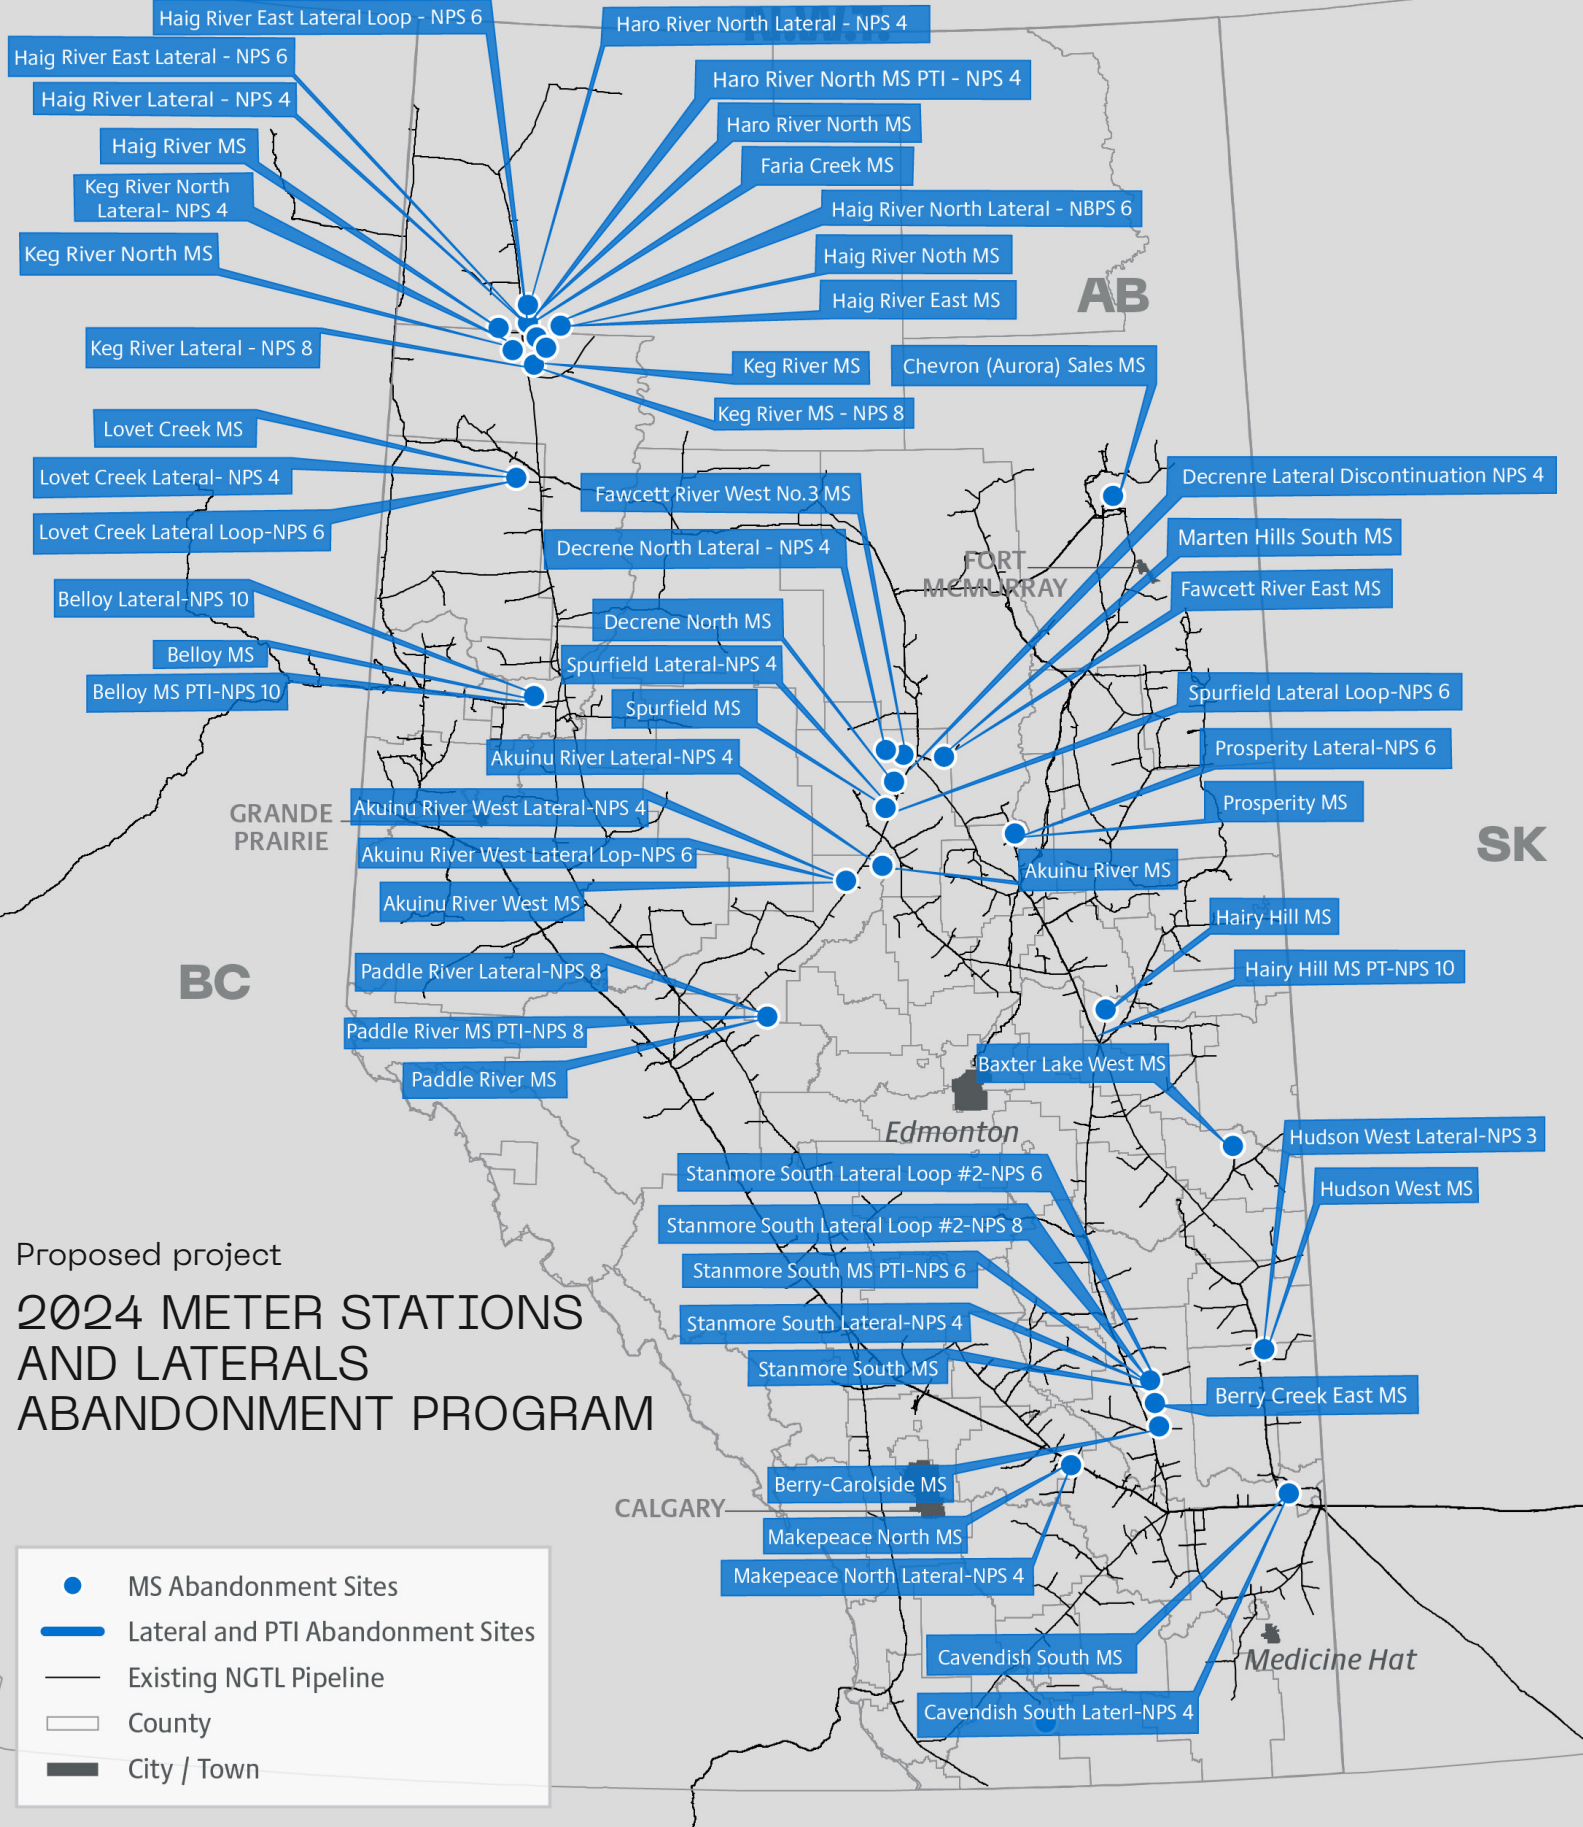 Haig River East Lateral Loop - NPS 6
Haro River North Lateral - NPS 4
N.W.T.
Haig River East Lateral - NPS 6
Haro River North MS PTI - NPS 4
Haig River Lateral - NPS 4
Haro River North MS
Haig River MS
Faria Creek MS
Keg River North
Lateral- NPS 4
Haig River North Lateral - NBPS 6
Keg River North MS
Haig River Noth MS
AB
Haig River East MS
Keg River Lateral - NPS 8
Keg River MS
Chevron (Aurora) Sales MS
Keg River MS - NPS 8
Lovet Creek MS
Lovet Creek Lateral- NPS 4
Decrenre Lateral Discontinuation NPS 4
Fawcett River West No.3 MS
Lovet Creek Lateral Loop-NPS 6
Marten Hills South MS
Decrene North Lateral - NPS 4
FORT
MCMURRAY
Fawcett River East MS
Belloy Lateral-NPS 10
Decrene North MS
Belloy MS
Spurfield Lateral-NPS 4
Belloy MS PTI-NPS 10
Spurfield Lateral Loop-NPS 6
Spurfield MS
Prosperity Lateral-NPS 6
Akuinu River Lateral-NPS 4
Prosperity MS
Akuinu River West Lateral-NPS 4
GRANDE
PRAIRIE
SK
Akuinu River West Lateral Lop-NPS 6
Akuinu River MS
Akuinu River West MS
Hairy Hill MS
Paddle River Lateral-NPS 8
Hairy Hill MS PT-NPS 10
BC
Paddle River MS PTI-NPS 8
Baxter Lake West MS
Paddle River MS
Edmonton
Hudson West Lateral-NPS 3
Stanmore South Lateral Loop #2-NPS 6
Hudson West MS
Stanmore South Lateral Loop #2-NPS 8
Stanmore South MS PTI-NPS 6
Stanmore South Lateral-NPS 4
Stanmore South MS
Berry Creek East MS
Proposed project
2024 METER STATIONS
AND LATERALS
ABANDONMENT PROGRAM
Berry-Carolside MS
CALGARY
Makepeace North MS
Makepeace North Lateral-NPS 4
Cavendish South MS
Medicine Hat
Cavendish South Laterl-NPS 4
MS Abandonment Sites
Lateral and PTI Abandonment Sites
Existing NGTL Pipeline
County
City / Town